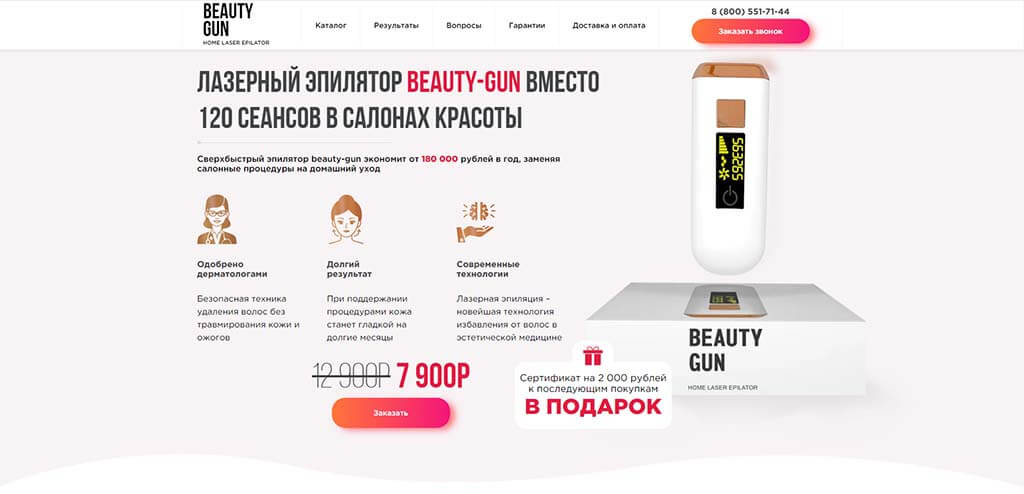 BEAUTY
GUN
HOME LASER EPILATOR
Каталог
Результаты
Вопросы
Гарантии
Доставка и оплата
8 (800) 551-71-44
Заказать звонок
ЛАЗЕРНЫЙ ЭПИЛЯТОР BEAUTY-GUN ВМЕСТО
120 СЕАНСОВ В САЛОНАХ КРАСОТЫ
Сверхбыстрый эпилятор beauty-gun экономит от 180 000 рублей в год, заменяя
салонные процедуры на домашний уход
Одобрено
дерматологами
Безопасная техника
удаления волос без
травмирования кожи и
ожогов
Долгий
результат
При поддержании
процедурами кожа
станет гладкой на
долгие месяцы
Современные
технологии
Лазерная эпиляция –
новейшая технология
избавления от волос в
эстетической медицине
12 900Р 7 900Р
Заказать
Сертификат на 2 000 рублей
к последующим покупкам
В ПОДАРОК
BEAUTY
GUN
HOME LASER EPILATOR